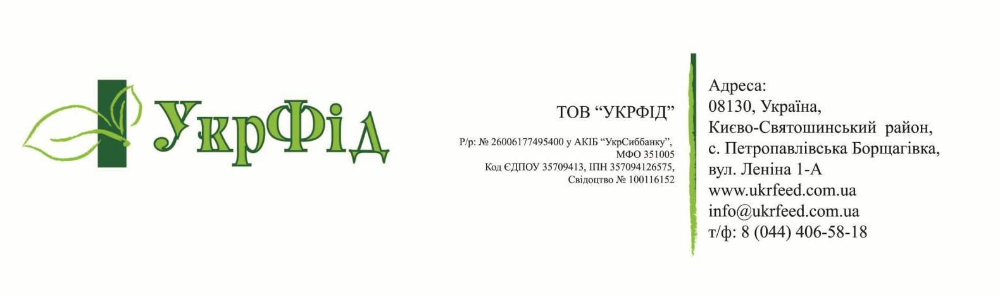 УкрФід
ТОВ “УКРФІД”
Р/р: № 26006177495400 у АКІБ “УкрСиббанку”,
МФО 351005
Код ЄДПОУ 35709413, ІПН 357094126575,
Свідоцтво № 100116152
Адреса:
08130, Україна,
Києво-Святошинський район,
с. Петропавлівська Борщагівка,
вул. Леніна 1-А
www.ukrfeed.com.ua
info@ukrfeed.com.ua
т/ф: 8 (044) 406-58-18